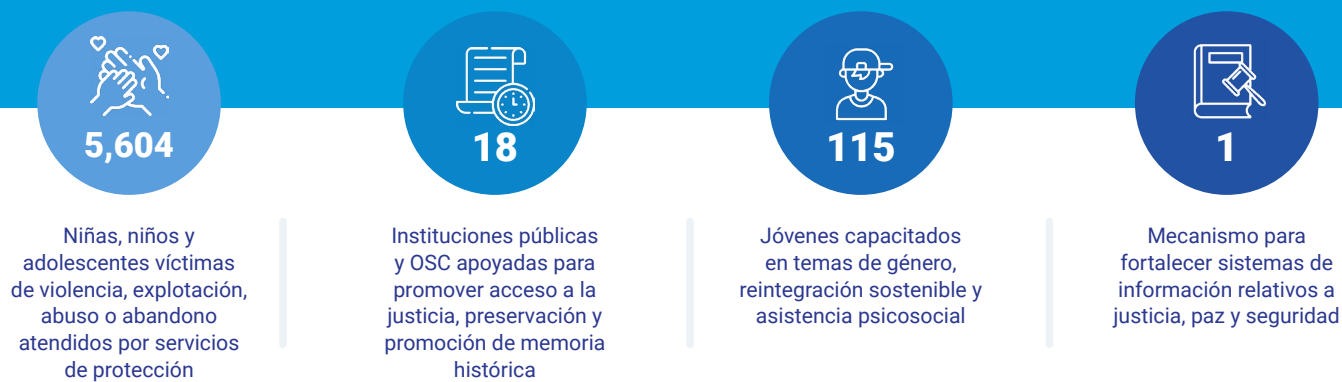 5,604
Niñas, niños y
adolescentes víctimas
de violencia, explotación,
abuso o abandono
atendidos por servicios
de protección
18
Instituciones públicas
y OSC apoyadas para
promover acceso a la
justicia, preservación y
promoción de memoria
histórica
115
Jóvenes capacitados
en temas de género,
reintegración sostenible y
asistencia psicosocial
1
Mecanismo para
fortalecer sistemas de
información relativos a
justicia, paz y seguridad